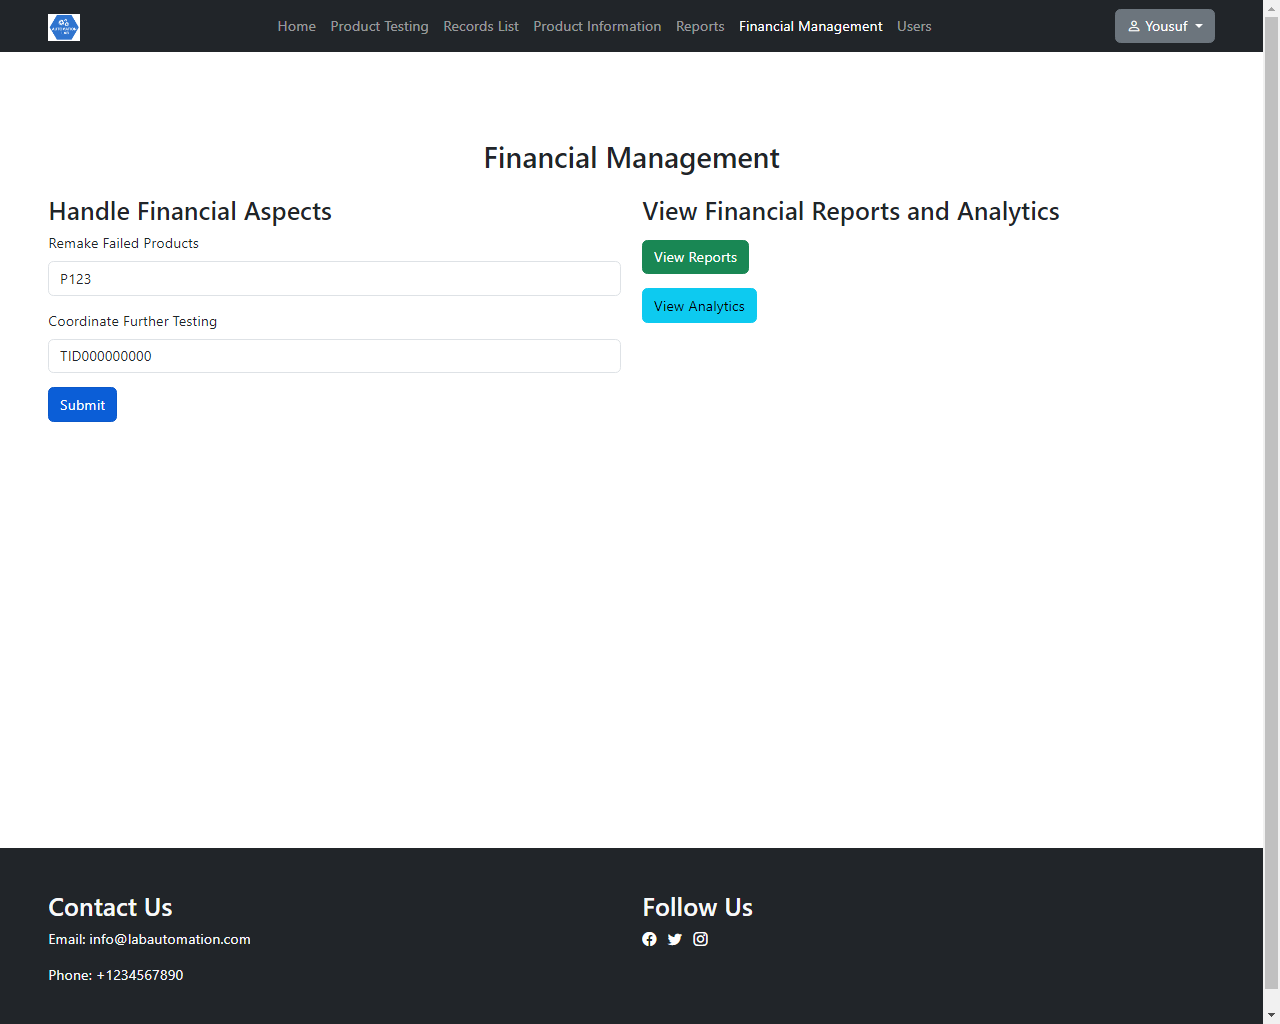 Home Product Testing Records List Product Information Reports Financial Management Users Yousuf
Financial Management
Handle Financial Aspects
Remake Failed Products
P123
Coordinate Further Testing
TID000000000
Submit
View Financial Reports and Analytics
View Reports
View Analytics
Contact Us
Email: info@labautomation.com
Phone: +1234567890
Follow Us